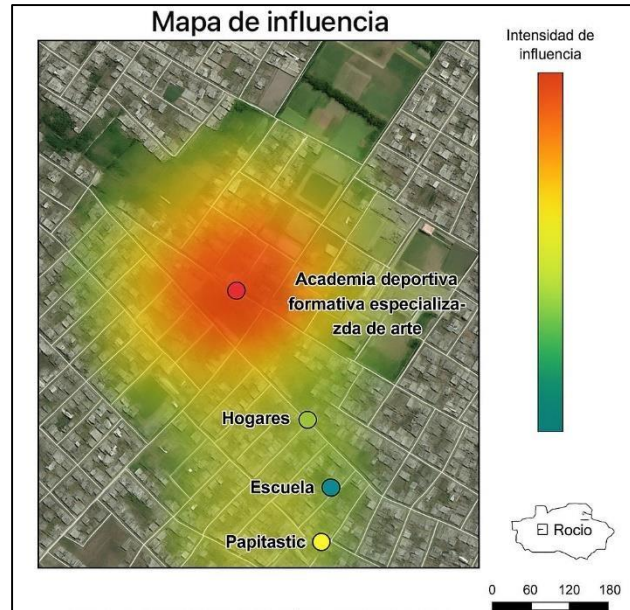 Mapa de influencia
Intensidad de
influencia
Academia deportiva
formativa especializa-
zda de arte
Hogares
Escuela
Papitastic
Rocio
0 60 120 180